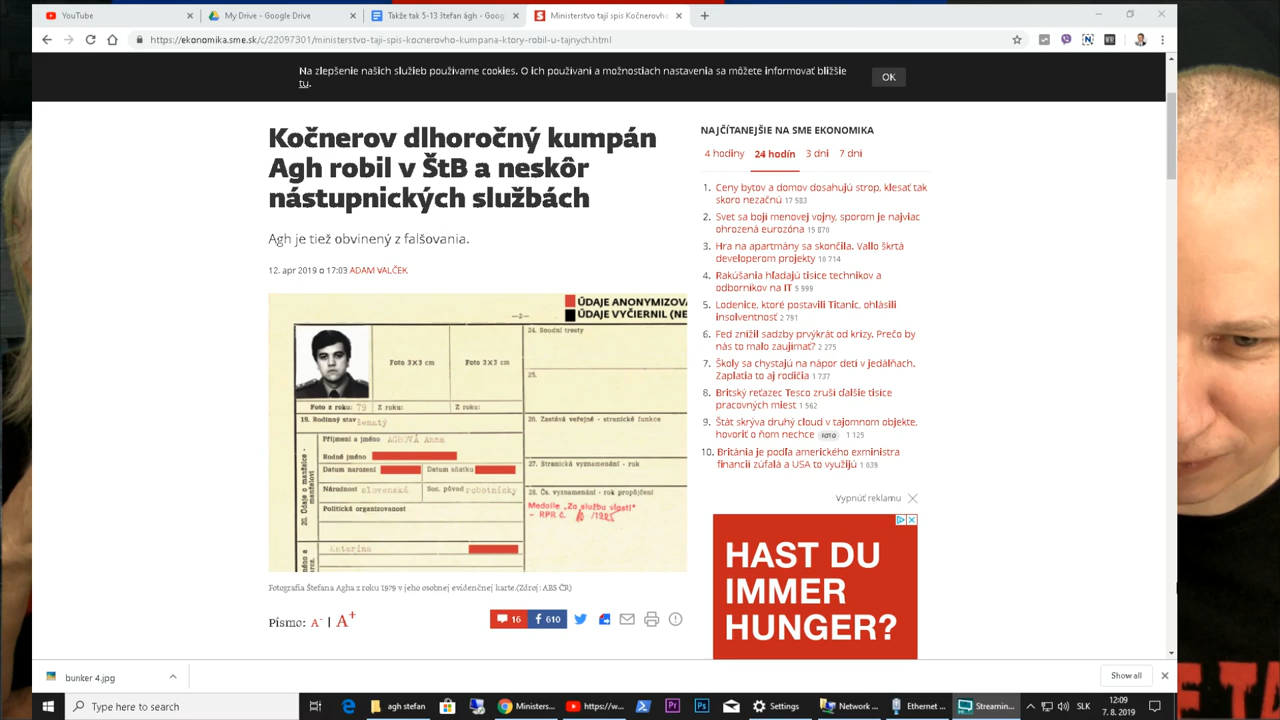 YouTube
My Drive - Google Drive
Takže tak 5-13 štefan ágh - Goog
Ministerstvo tají spis Kočnerovho
https://ekonomika.sme.sk/c/22097301/ministerstvo-taji-spis-kocnerovho-kumpana-ktory-robil-u-tajnych.html
Na zlepšenie našich služieb používame cookies. O ich používaní a možnostiach nastavenia sa môžete informovať bližšie
tu.
OK
Kočnerov dlhoročný kumpán
Agh robil v ŠtB a neskôr
nástupnických službách
Agh je tiež obvinený z falšovania.
12. apr 2019 o 17:03 ADAM VALČEK
ÚDAJE ANONYMIZOVA
ÚDAJE VYČIERNIL (NE
—2—
24. Soudní tresty
Foto 3×3 cm
Foto 3×3 cm
25.
Foto z roku: 79 Z roku: Z roku:
19. Rodinný stav ženatý
26. Zastává veřejné - stranické funkce
Příjmení a jméno AGHOVÁ Anna
Rodné jméno
Datum narození
Datum sňatku
27. Stranická vyznamenání - rok
Národnost slovenská
Soc. původ robotnícky
28. Čs. vyznamenání - rok propůjčení
Politická organizovanost
Medaile „Za službu vlasti"
- RPR č.
Katarína
20. Údaje o manželce - manželovi
Fotografia Štefana Agha z roku 1979 v jeho osobnej evidenčnej karte.(Zdroj: ABS ČR)
Písmo: A- | A+
16
610
NAJČÍTANEJŠIE NA SME EKONOMIKA
4 hodiny
24 hodín
3 dni
7 dní
1. Ceny bytov a domov dosahujú strop, klesať tak
skoro nezačnú 17 583
2. Svet sa bojí menovej vojny, sporom je najviac
ohrozená eurozóna 15 870
3. Hra na apartmány sa skončila. Vallo škrtá
developerom projekty 10 714
4. Rakúšania hľadajú tisíce technikov a
odborníkov na IT 5 999
5. Lodenice, ktoré postavili Titanic, ohlásili
insolventnosť 2 791
6. Fed znížil sadzby prvýkrát od krízy. Prečo by
nás to malo zaujímať? 2 275
7. Školy sa chystajú na nápor detí v jedálňach.
Zaplatia to aj rodičia 1 737
8. Britský reťazec Tesco zruší ďalšie tisíce
pracovných miest 1 562
9. Štát skrýva druhý cloud v tajomnom objekte,
hovoriť o ňom nechce FOTO 1 125
10. Británia je podľa amerického exministra
financií zúfalá a USA to využijú 1 039
Vypnúť reklamu
HAST DU
IMMER
HUNGER?
bunker 4.jpg
Show all
Type here to search
agh stefan
Ministers...
https://w...
Settings
Network ...
Ethernet ...
Streamin...
SLK
12:09
7. 8. 2019